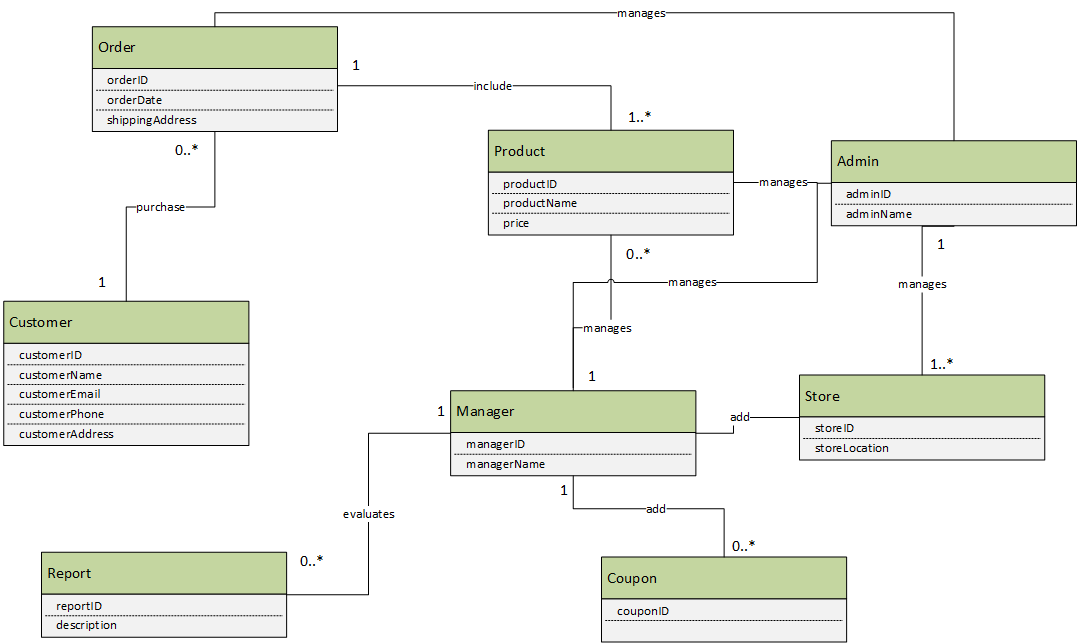 manages
Order
orderID
orderDate
shippingAddress
1
include
1..*
0..*
purchase
1
Product
productID
productName
price
manages
Admin
adminID
adminName
0..*
1
manages
manages
manages
Customer
customerID
customerName
customerEmail
customerPhone
customerAddress
1
1..*
1
Manager
managerID
managerName
add
Store
storeID
storeLocation
1
add
evaluates
0..*
0..*
Report
reportID
description
Coupon
couponID